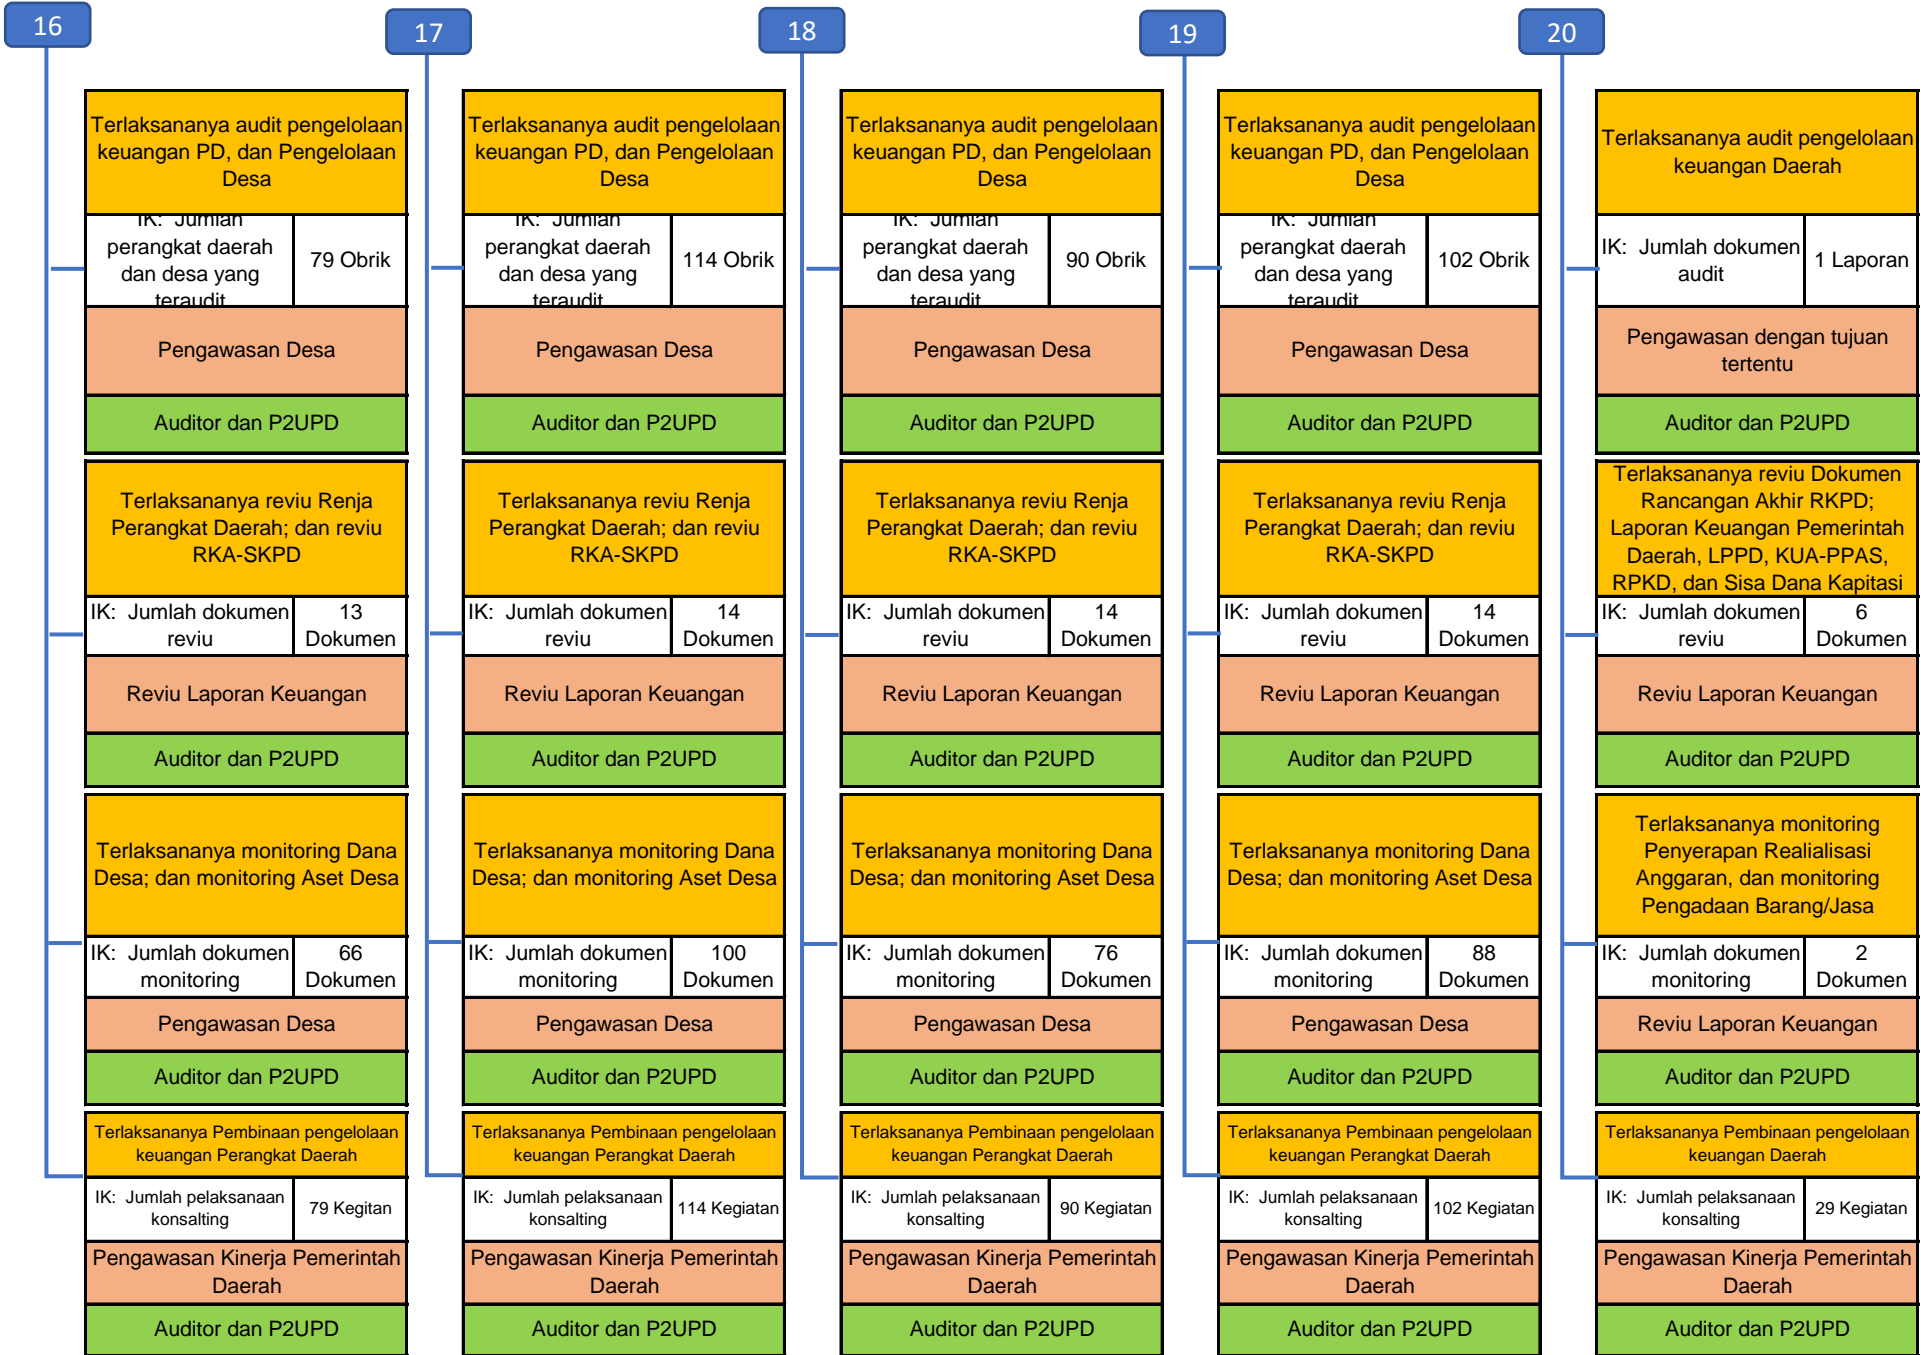 16
17
18
19
20
Terlaksananya audit pengelolaan
keuangan PD, dan Pengelolaan
Desa
IK: Jumlah
perangkat daerah
dan desa yang
teraudit
79 Obrik
Pengawasan Desa
Auditor dan P2UPD
Terlaksananya reviu Renja
Perangkat Daerah; dan reviu
RKA-SKPD
IK: Jumlah dokumen
reviu
13
Dokumen
Reviu Laporan Keuangan
Auditor dan P2UPD
Terlaksananya monitoring Dana
Desa; dan monitoring Aset Desa
IK: Jumlah dokumen
monitoring
66
Dokumen
Pengawasan Desa
Auditor dan P2UPD
Terlaksananya Pembinaan pengelolaan
keuangan Perangkat Daerah
IK: Jumlah pelaksanaan
konsalting
79 Kegitan
Pengawasan Kinerja Pemerintah
Daerah
Auditor dan P2UPD
Terlaksananya audit pengelolaan
keuangan PD, dan Pengelolaan
Desa
IK: Jumlah
perangkat daerah
dan desa yang
teraudit
114 Obrik
Pengawasan Desa
Auditor dan P2UPD
Terlaksananya reviu Renja
Perangkat Daerah; dan reviu
RKA-SKPD
IK: Jumlah dokumen
reviu
14
Dokumen
Reviu Laporan Keuangan
Auditor dan P2UPD
Terlaksananya monitoring Dana
Desa; dan monitoring Aset Desa
IK: Jumlah dokumen
monitoring
100
Dokumen
Pengawasan Desa
Auditor dan P2UPD
Terlaksananya Pembinaan pengelolaan
keuangan Perangkat Daerah
IK: Jumlah pelaksanaan
konsalting
114 Kegiatan
Pengawasan Kinerja Pemerintah
Daerah
Auditor dan P2UPD
Terlaksananya audit pengelolaan
keuangan PD, dan Pengelolaan
Desa
IK: Jumlah
perangkat daerah
dan desa yang
teraudit
90 Obrik
Pengawasan Desa
Auditor dan P2UPD
Terlaksananya reviu Renja
Perangkat Daerah; dan reviu
RKA-SKPD
IK: Jumlah dokumen
reviu
14
Dokumen
Reviu Laporan Keuangan
Auditor dan P2UPD
Terlaksananya monitoring Dana
Desa; dan monitoring Aset Desa
IK: Jumlah dokumen
monitoring
76
Dokumen
Pengawasan Desa
Auditor dan P2UPD
Terlaksananya Pembinaan pengelolaan
keuangan Perangkat Daerah
IK: Jumlah pelaksanaan
konsalting
90 Kegiatan
Pengawasan Kinerja Pemerintah
Daerah
Auditor dan P2UPD
Terlaksananya audit pengelolaan
keuangan PD, dan Pengelolaan
Desa
IK: Jumlah
perangkat daerah
dan desa yang
teraudit
102 Obrik
Pengawasan Desa
Auditor dan P2UPD
Terlaksananya reviu Renja
Perangkat Daerah; dan reviu
RKA-SKPD
IK: Jumlah dokumen
reviu
14
Dokumen
Reviu Laporan Keuangan
Auditor dan P2UPD
Terlaksananya monitoring Dana
Desa; dan monitoring Aset Desa
IK: Jumlah dokumen
monitoring
88
Dokumen
Pengawasan Desa
Auditor dan P2UPD
Terlaksananya Pembinaan pengelolaan
keuangan Perangkat Daerah
IK: Jumlah pelaksanaan
konsalting
102 Kegiatan
Pengawasan Kinerja Pemerintah
Daerah
Auditor dan P2UPD
Terlaksananya audit pengelolaan
keuangan Daerah
IK: Jumlah dokumen
audit
1 Laporan
Pengawasan dengan tujuan
tertentu
Auditor dan P2UPD
Terlaksananya reviu Dokumen
Rancangan Akhir RKPD;
Laporan Keuangan Pemerintah
Daerah, LPPD, KUA-PPAS,
RPKD, dan Sisa Dana Kapitasi
IK: Jumlah dokumen
reviu
6
Dokumen
Reviu Laporan Keuangan
Auditor dan P2UPD
Terlaksananya monitoring
Penyerapan Realialisasi
Anggaran, dan monitoring
Pengadaan Barang/Jasa
IK: Jumlah dokumen
monitoring
2
Dokumen
Reviu Laporan Keuangan
Auditor dan P2UPD
Terlaksananya Pembinaan pengelolaan
keuangan Daerah
IK: Jumlah pelaksanaan
konsalting
29 Kegiatan
Pengawasan Kinerja Pemerintah
Daerah
Auditor dan P2UPD